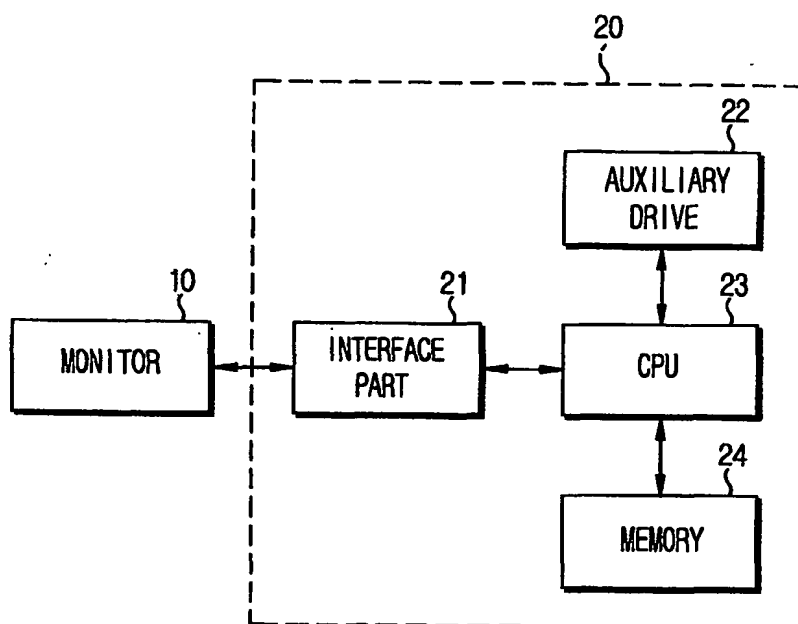 20
22
AUXILIARY
DRIVE
10
21
23
MONITOR
INTERFACE
PART
CPU
24
MEMORY